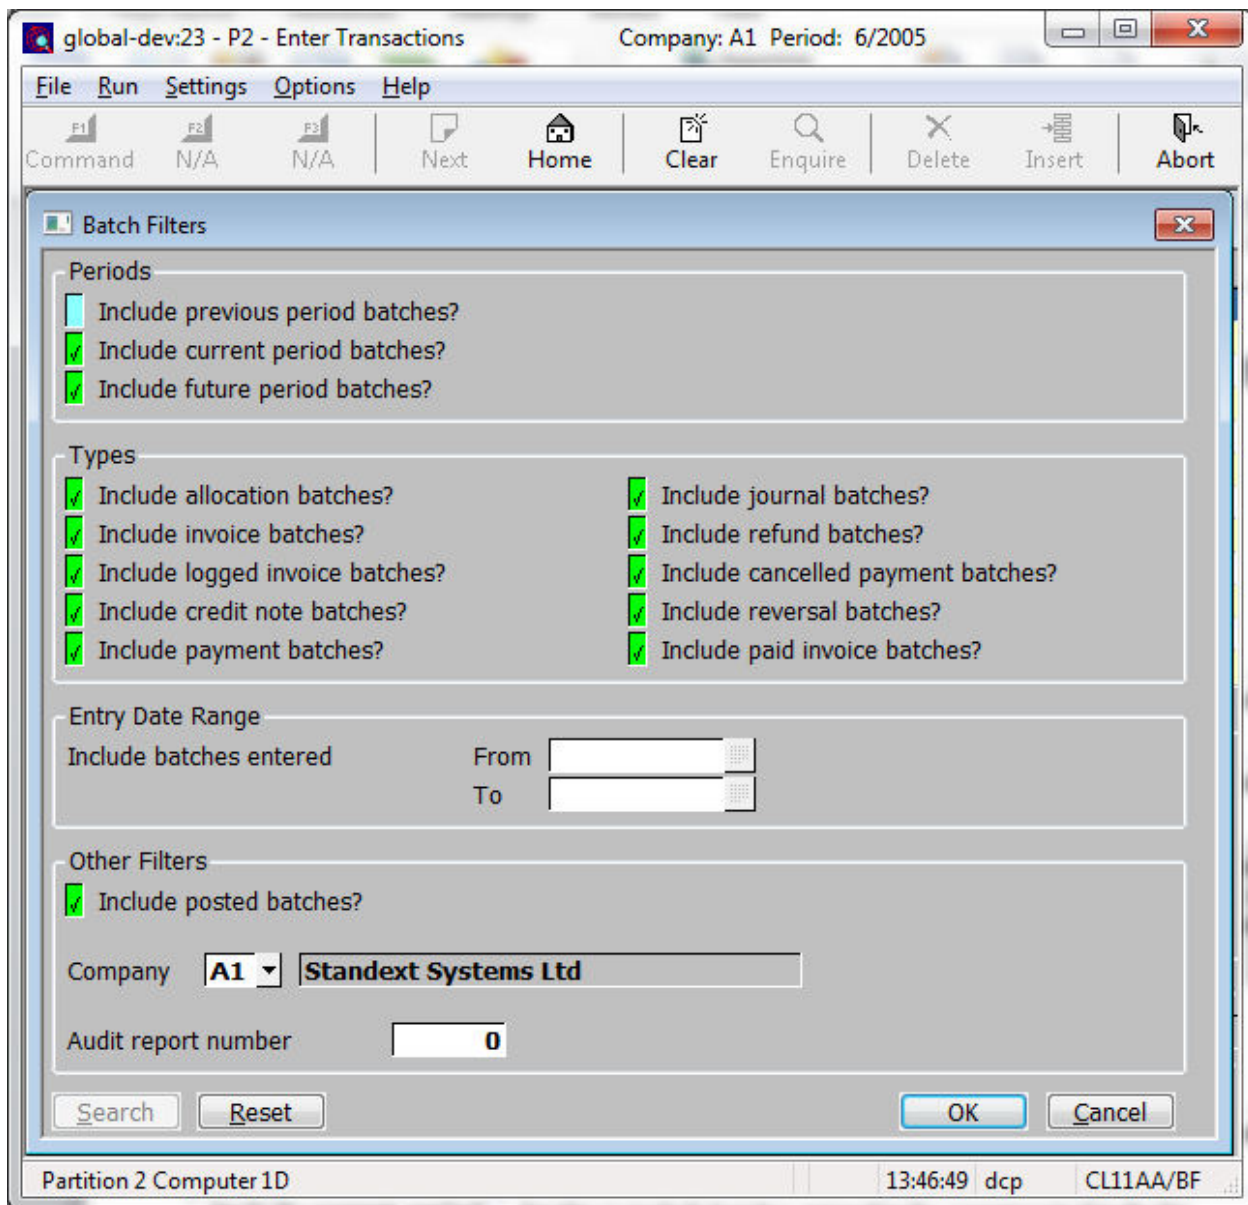 global-dev:23 - P2 - Enter Transactions Company: A1 Period: 6/2005
File Run Settings Options Help
F1 F2 F3
Command N/A N/A Next Home Clear Enquire Delete Insert Abort
Batch Filters
Periods
Include previous period batches?
Include current period batches?
Include future period batches?
Types
Include allocation batches? Include journal batches?
Include invoice batches? Include refund batches?
Include logged invoice batches? Include cancelled payment batches?
Include credit note batches? Include reversal batches?
Include payment batches? Include paid invoice batches?
Entry Date Range
Include batches entered From
To
Other Filters
Include posted batches?
Company A1 Standext Systems Ltd
Audit report number 0
Search Reset OK Cancel
Partition 2 Computer 1D 13:46:49 dcp CL11AA/BF